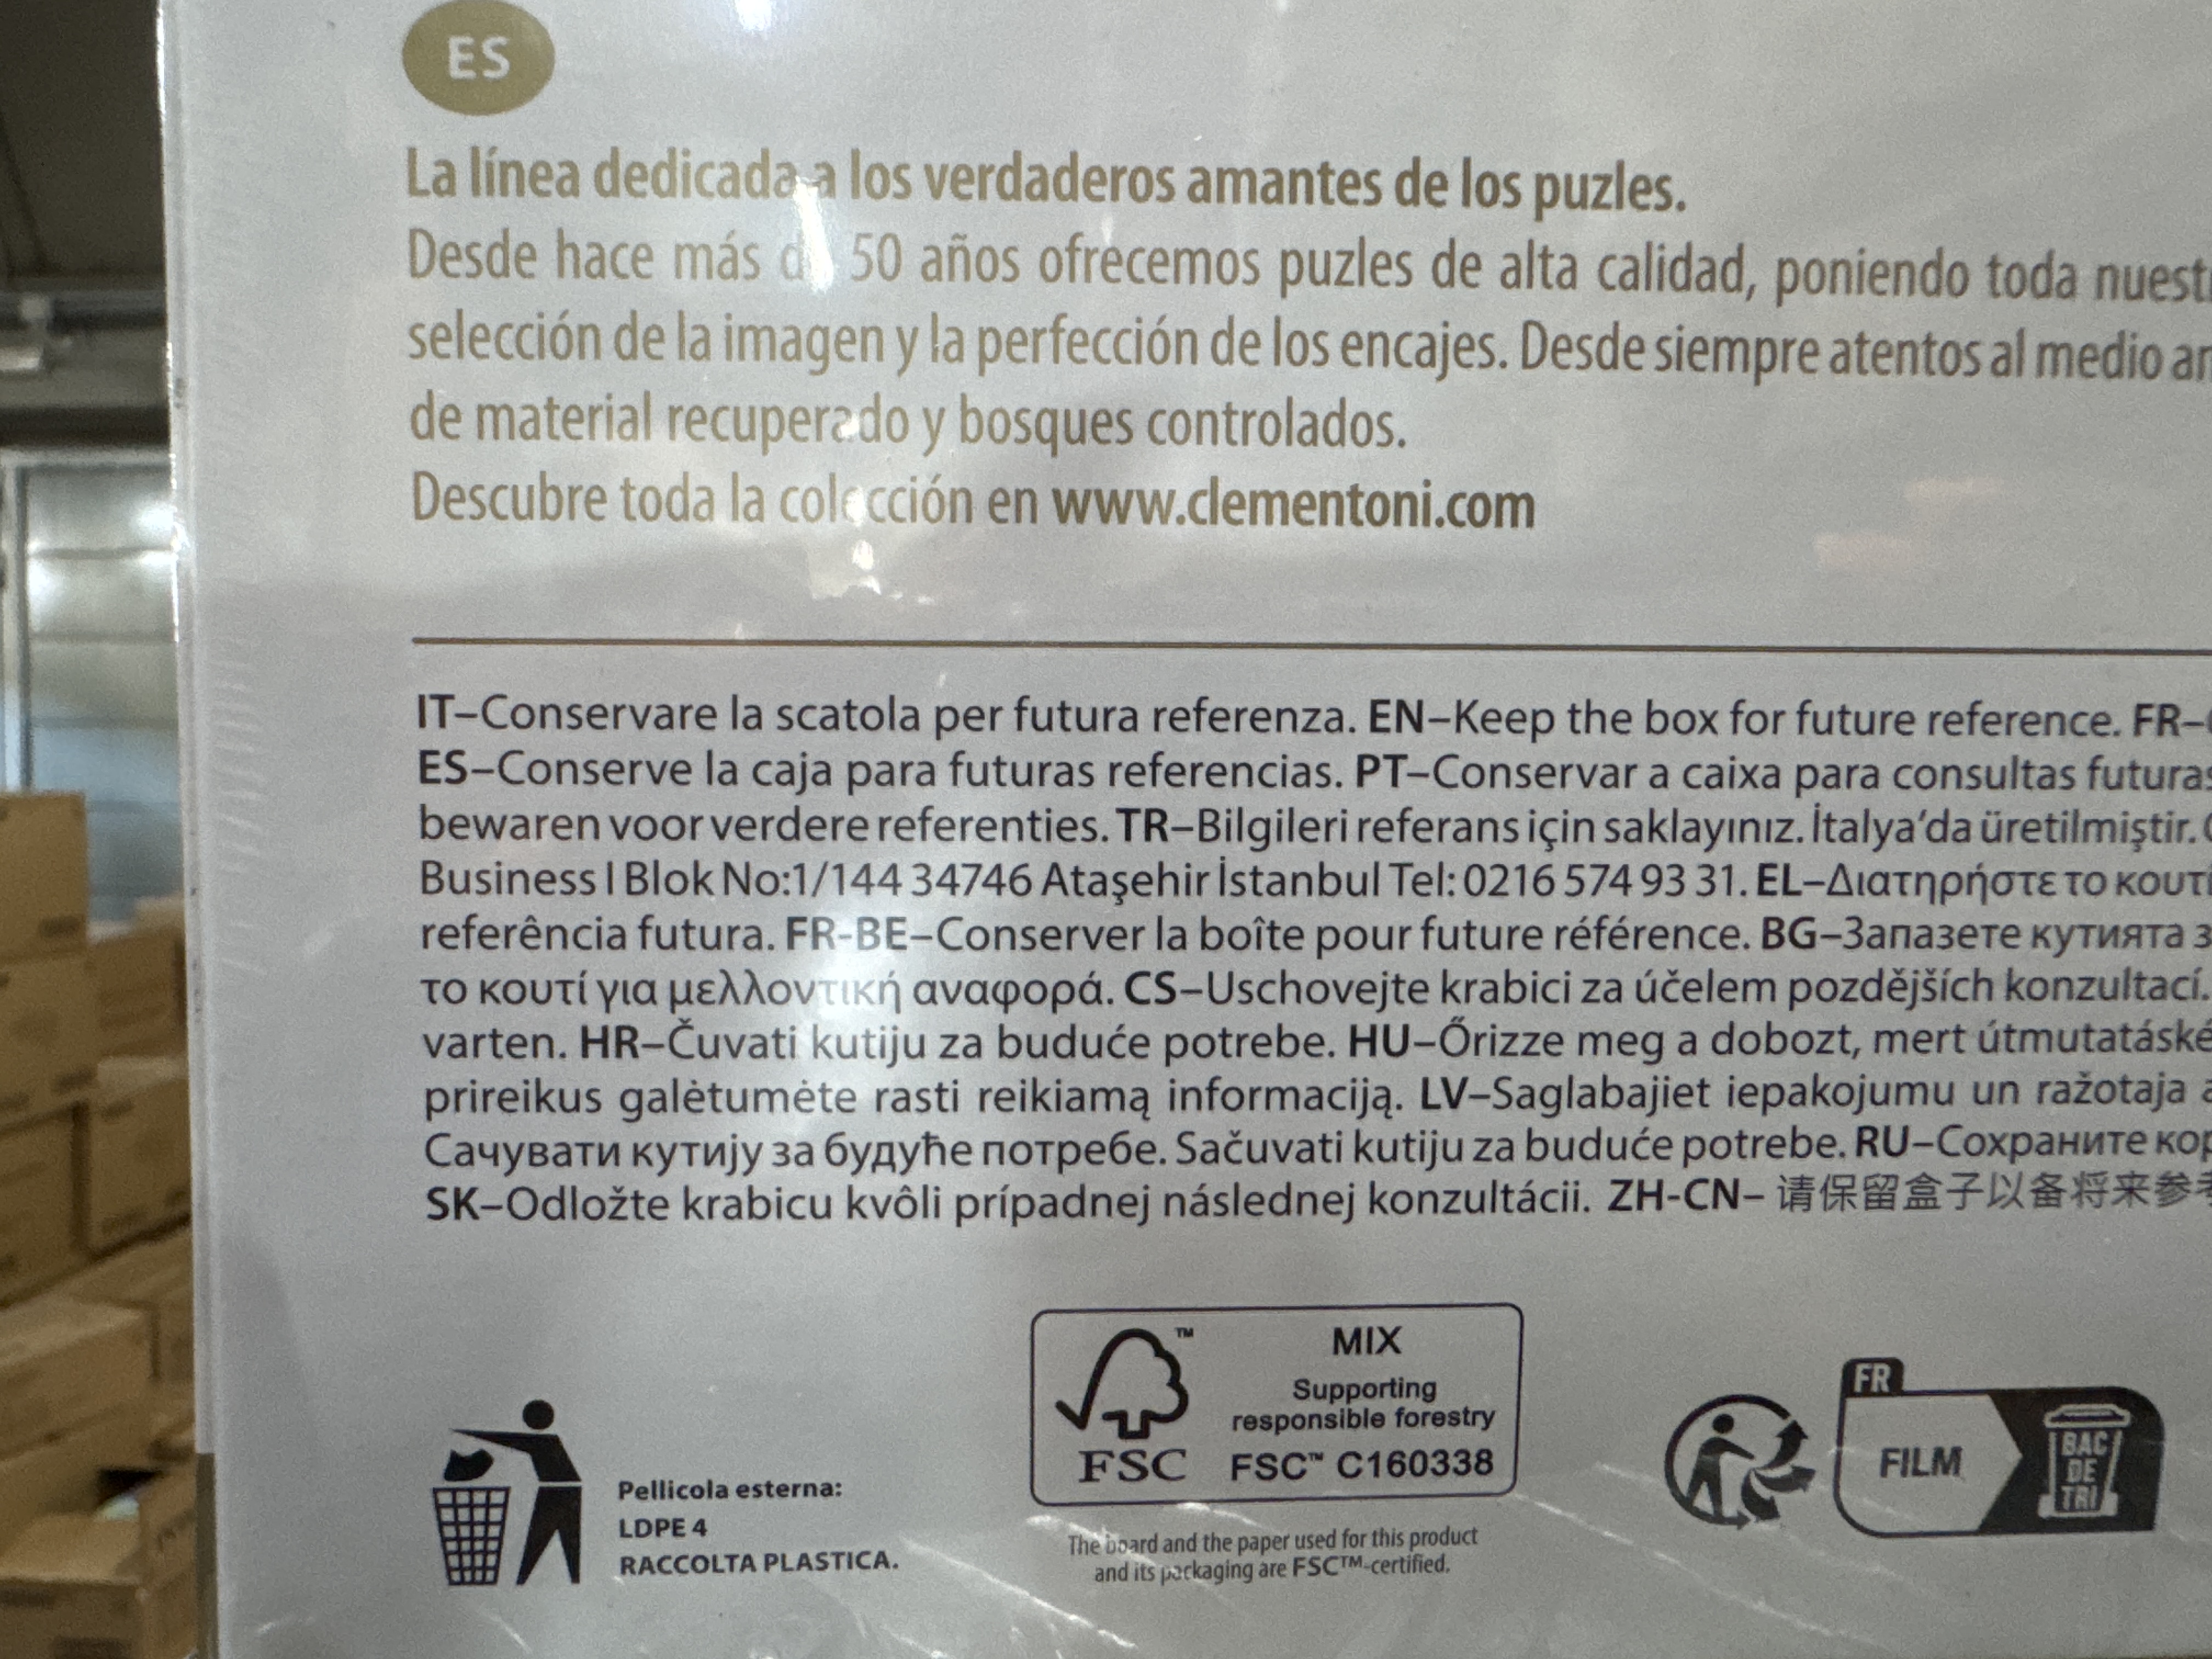 ES
La línea dedicada a los verdaderos amantes de los puzles.
Desde hace más 50 años ofrecemos puzles de alta calidad, poniendo toda
selección de la imagen y la perfección de los encajes. Desde siempre atentos al medio
de material recuperado y bosques controlados.
Descubre toda la colección en www.clementoni.com
IT–Conservare la scatola per futura referenza. EN–Keep the box for future reference. FR–
ES–Conserve la caja para futuras referencias. PT–Conservar a caixa para consultas futuras
bewaren voor verdere referenties. TR–Bilgileri referans için saklayınız. İtalya'da üretilmiştir.
Business I Blok No:1/144 34746 Ataşehir İstanbul Tel: 0216 574 93 31. EL–Διατηρήστε το κουτί
referência futura. FR-BE–Conserver la boîte pour future référence. BG–Запазете кутията
το κουτί για μελλοντική αναφορά. CS–Uschovejte krabici za účelem pozdějších konzultací.
varten. HR–Čuvati kutiju za buduće potrebe. HU–Őrizze meg a dobozt, mert
prireikus galėtumėte rasti reikiamą informaciją. LV–Saglabajiet iepakojumu un ražotaja
Сачувати кутију за будуће потребе. Sačuvati kutiju za buduće potrebe. RU–Сохраните
SK–Odložte krabicu kvôli prípadnej následnej konzultácii. ZH-CN– 请保留盒子以备将来参考
Pellicola esterna:
LDPE 4
RACCOLTA PLASTICA.
FSC
MIX
Supporting
responsible forestry
FSC™ C160338
The board and the paper used for this product
and its packaging are FSC™-certified.
FR
FILM
BAC
DE
TRI